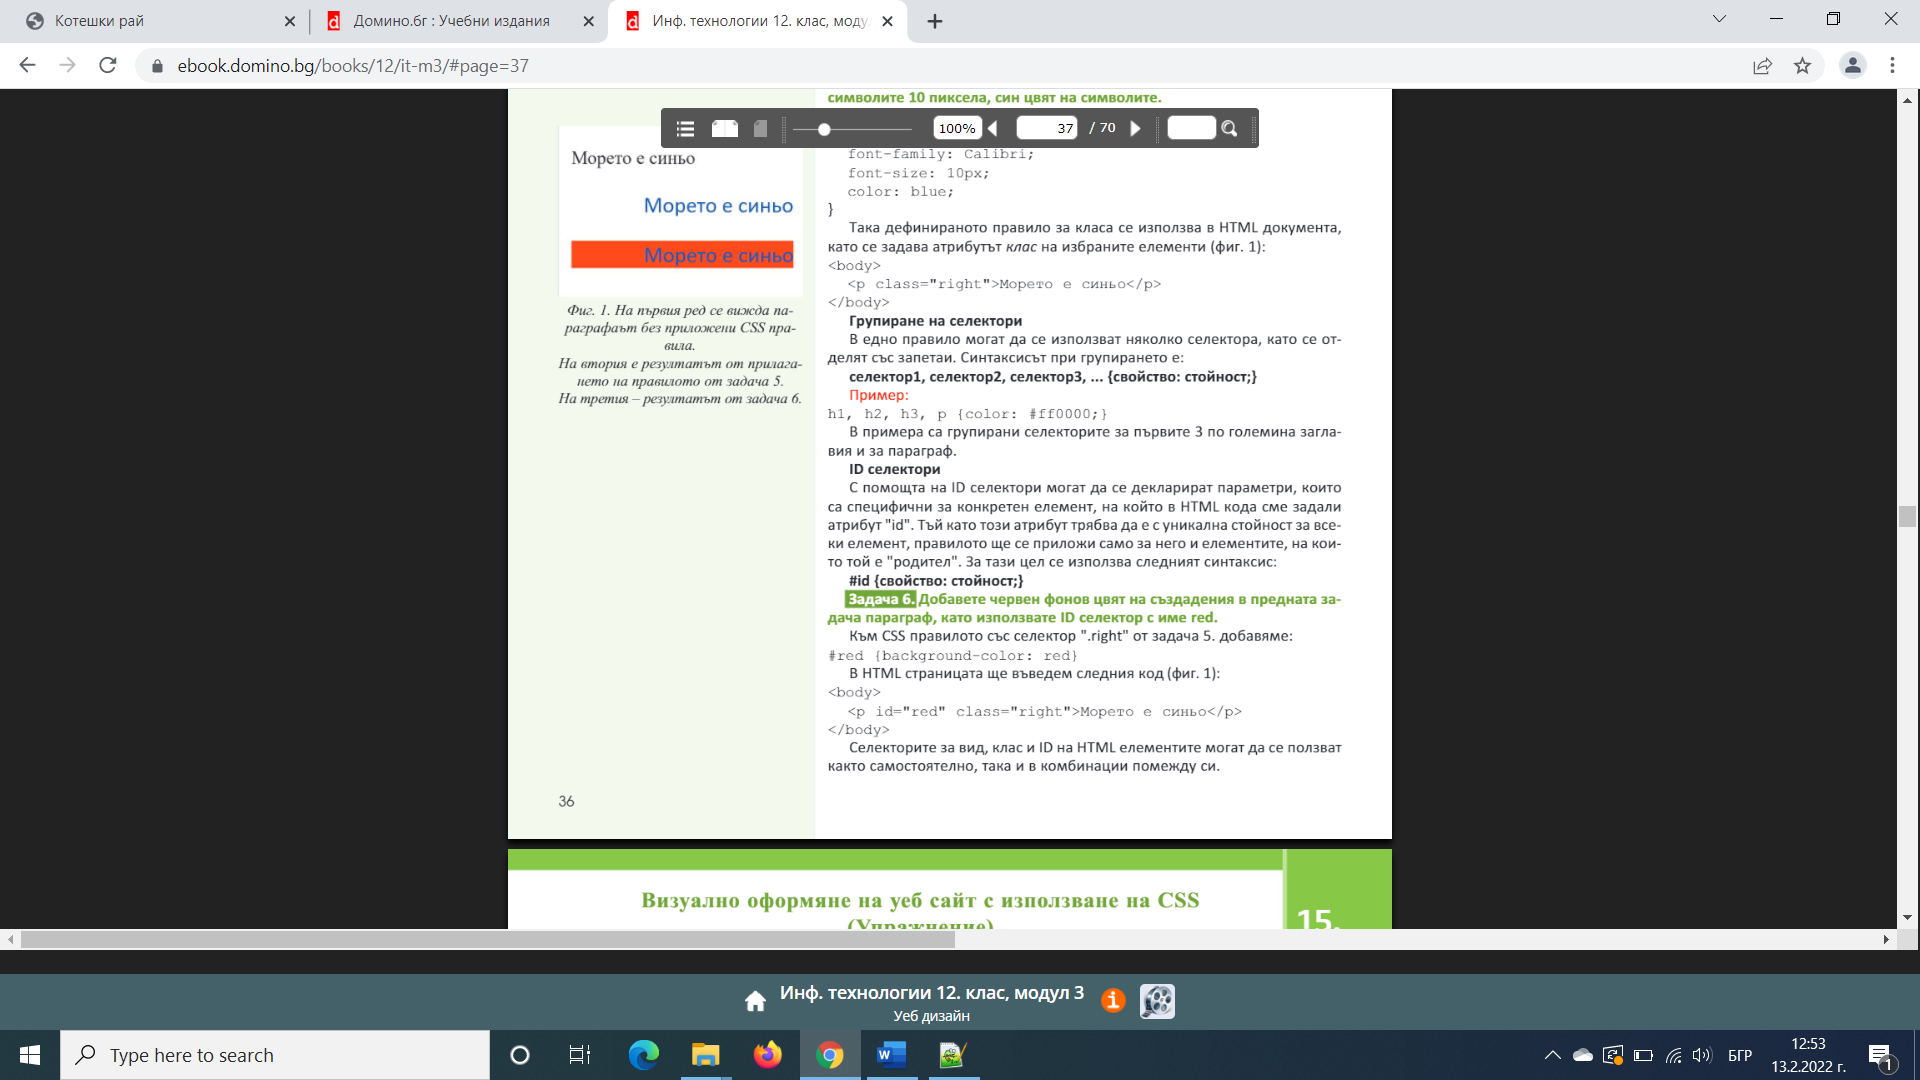 Котешки рай
Домино.бг : Учебни издания
Инф. технологии 12. клас, моду
ebook.domino.bg/books/12/it-m3/#page=37
символите 10 пиксела, син цвят на символите.
100%
37
/ 70
Морето е синьо
Морето е синьо
Морето е синьо
Фиг. 1. На първия ред се вижда па-
раграфаът без приложени CSS пра-
вила.
На втория е резултатът от прилага-
нето на правилото от задача 5.
На третия – резултатът от задача 6.
36
font-family: Calibri;
font-size: 10px;
color: blue;
}
Така дефинираното правило за класа се използва в HTML документа,
като се задава атрибутът клас на избраните елементи (фиг. 1):
<body>
<p class="right">Морето е синьо</p>
</body>
Групиране на селектори
В едно правило могат да се използват няколко селектора, като се от-
делят със запетаи. Синтаксисът при групирането е:
селектор1, селектор2, селектор3, ... {свойство: стойност;}
Пример:
h1, h2, h3, p {color: #ff0000;}
В примера са групирани селекторите за първите 3 по големина загла-
вия и за параграф.
ID селектори
С помощта на ID селектори могат да се декларират параметри, които
са специфични за конкретен елемент, на който в HTML кода сме задали
атрибут "id". Тъй като този атрибут трябва да е с уникална стойност за все-
ки елемент, правилото ще се приложи само за него и елементите, на кои-
то той е "родител". За тази цел се използва следният синтаксис:
#id {свойство: стойност;}
Задача 6. Добавете червен фонов цвят на създадения в предната за-
дача параграф, като използвате ID селектор с име red.
Към CSS правилото със селектор ".right" от задача 5. добавяме:
#red {background-color: red}
В HTML страницата ще въведем следния код (фиг. 1):
<body>
<p id="red" class="right">Морето е синьо</p>
</body>
Селекторите за вид, клас и ID на HTML елементите могат да се ползват
както самостоятелно, така и в комбинации помежду си.
Визуално оформяне на уеб сайт с използване на CSS
(Упражнение)
15.
Инф. технологии 12. клас, модул 3
Уеб дизайн
Type here to search
БГР
12:53
13.2.2022 г.
1